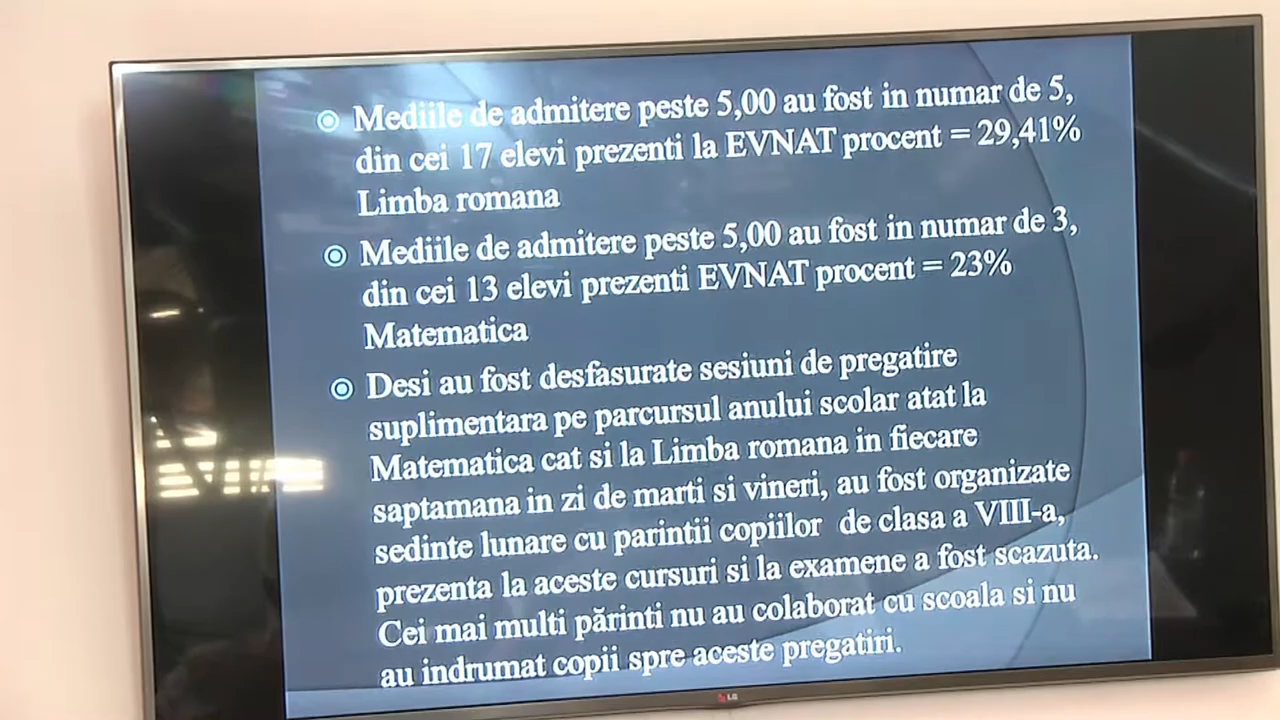 Mediile de admitere peste 5,00 au fost in numar de 5,
din cei 17 elevi prezenti la EVNAT procent = 29,41%
Limba romana
Mediile de admitere peste 5,00 au fost in numar de 3,
din cei 13 elevi prezenti EVNAT procent = 23%
Matematica
Desi au fost desfasurate sesiuni de pregatire
suplimentara pe parcursul anului scolar atat la
Matematica cat si la Limba romana in fiecare
saptamana in zi de marti si vineri, au fost organizate
sedinte lunare cu parintii copiilor de clasa a VIII-a,
prezenta la aceste cursuri si la examene a fost scazuta.
Cei mai multi părinti nu au colaborat cu scoala si nu
au indrumat copii spre aceste pregatiri.
LG